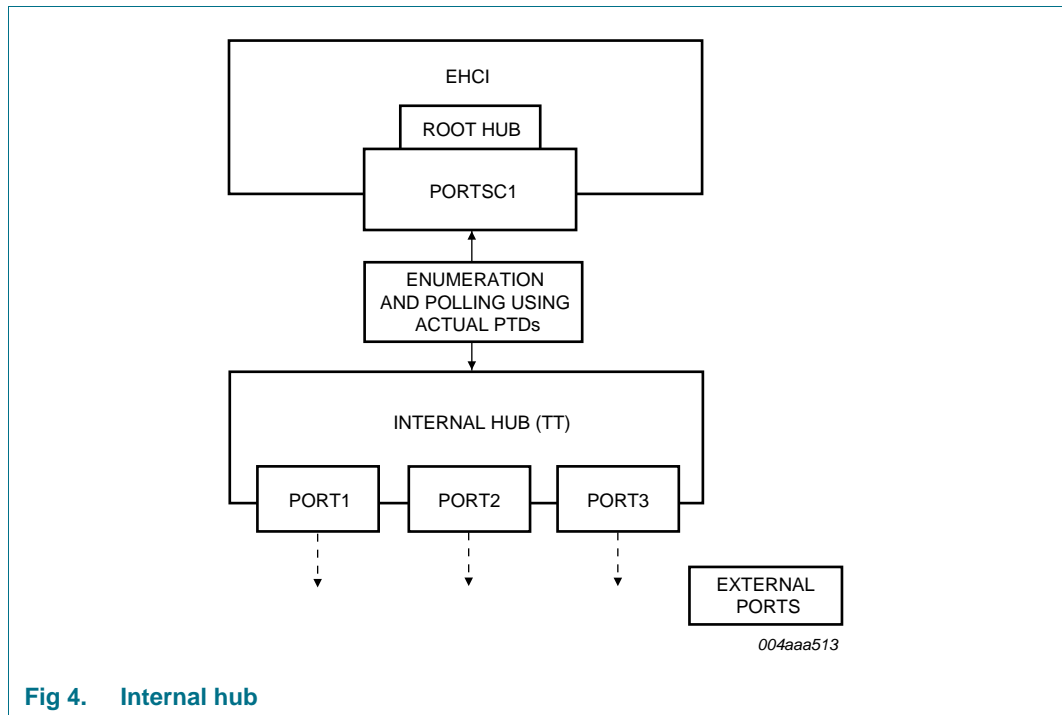 EHCI
ROOT HUB
PORTSC1
ENUMERATION
AND POLLING USING
ACTUAL PTDs
INTERNAL HUB (TT)
PORT1
PORT2
PORT3
EXTERNAL
PORTS
004aaa513
Fig 4. Internal hub